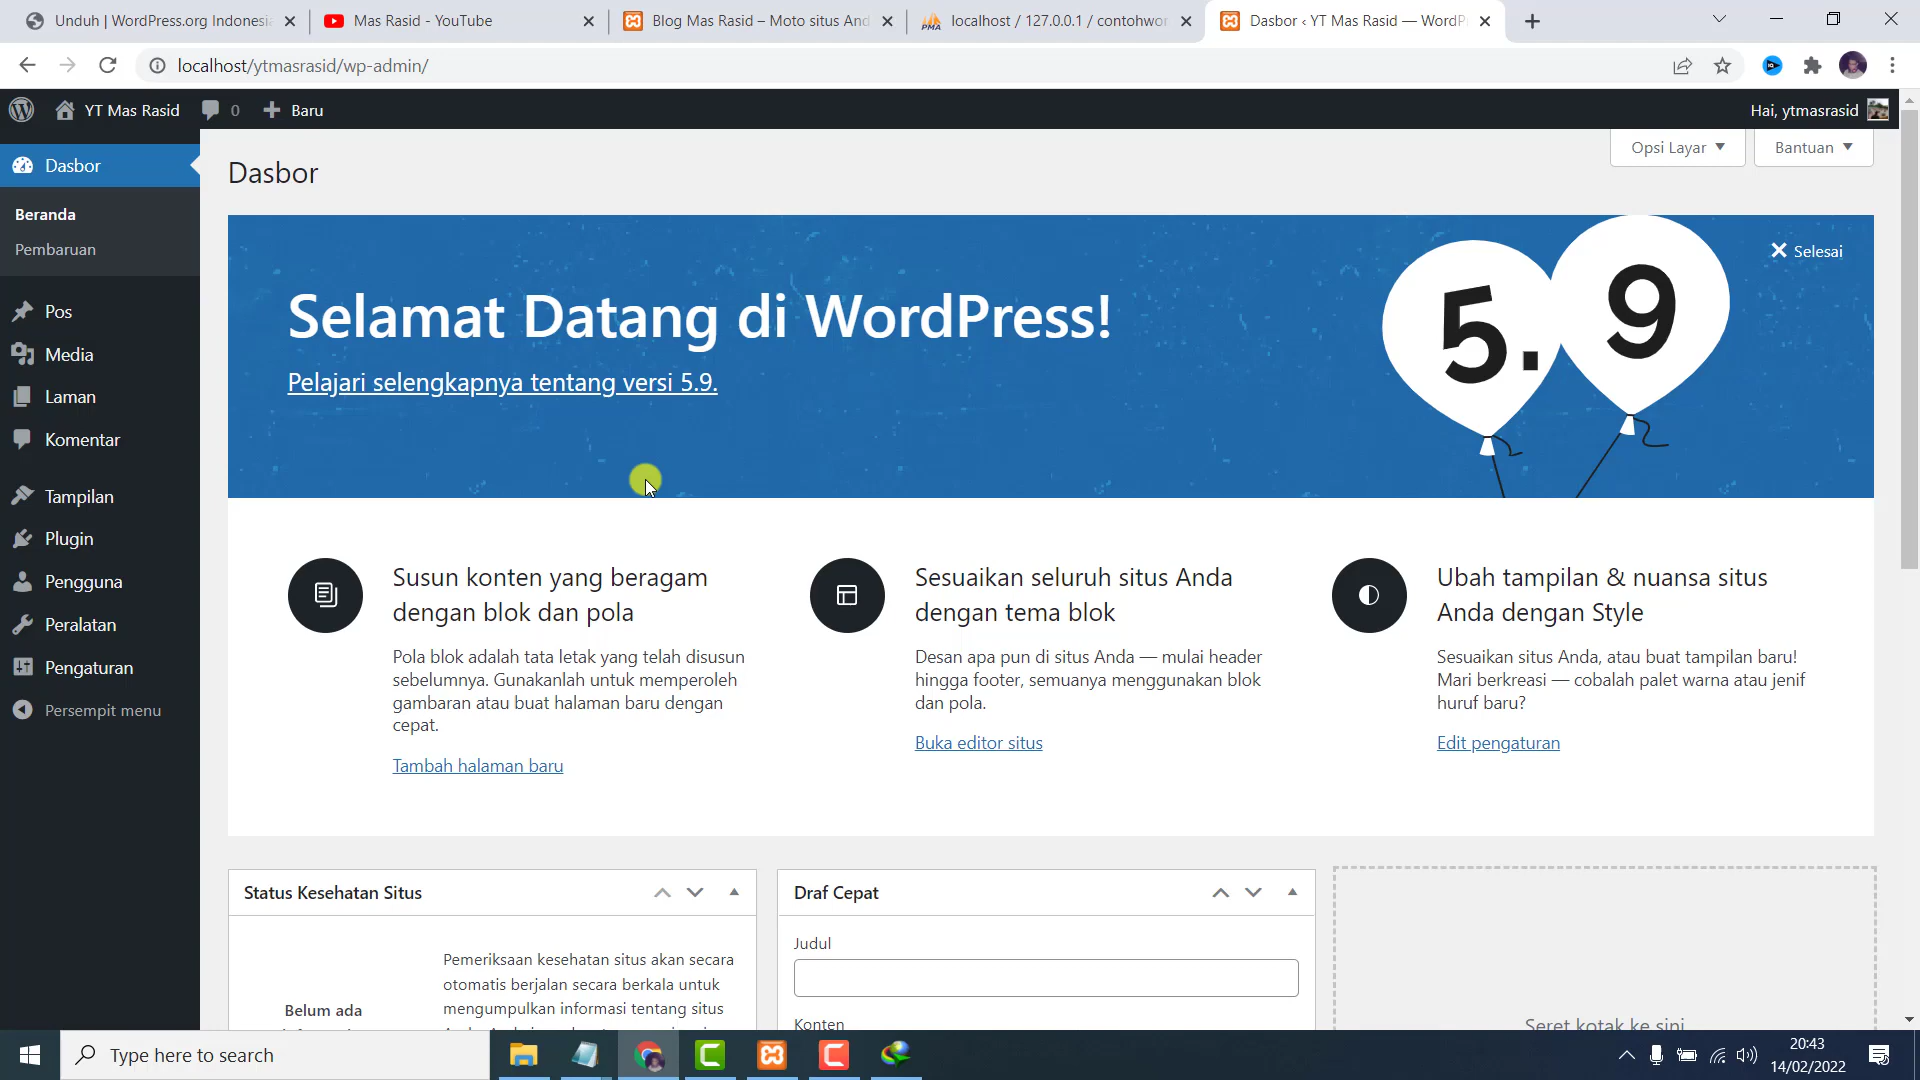 Unduh | WordPress.org Indonesia
Mas Rasid - YouTube
Blog Mas Rasid – Moto situs And
localhost / 127.0.0.1 / contohwor
Dasbor ‹ YT Mas Rasid — WordP
localhost/ytmasrasid/wp-admin/
YT Mas Rasid
0
Baru
Hai, ytmasrasid
Dasbor
Beranda
Pembaruan
Pos
Media
Laman
Komentar
Tampilan
Plugin
Pengguna
Peralatan
Pengaturan
Persempit menu
Dasbor
Opsi Layar
Bantuan
Selamat Datang di WordPress!
Pelajari selengkapnya tentang versi 5.9.
5.9
Selesai
Susun konten yang beragam
dengan blok dan pola
Pola blok adalah tata letak yang telah disusun
sebelumnya. Gunakanlah untuk memperoleh
gambaran atau buat halaman baru dengan
cepat.
Tambah halaman baru
Sesuaikan seluruh situs Anda
dengan tema blok
Desan apa pun di situs Anda — mulai header
hingga footer, semuanya menggunakan blok
dan pola.
Buka editor situs
Ubah tampilan & nuansa situs
Anda dengan Style
Sesuaikan situs Anda, atau buat tampilan baru!
Mari berkreasi — cobalah palet warna atau jenif
huruf baru?
Edit pengaturan
Status Kesehatan Situs
Belum ada
Pemeriksaan kesehatan situs akan secara
otomatis berjalan secara berkala untuk
mengumpulkan informasi tentang situs
Draf Cepat
Judul
Konten
Seret kotak ke sini
Type here to search
20:43
14/02/2022